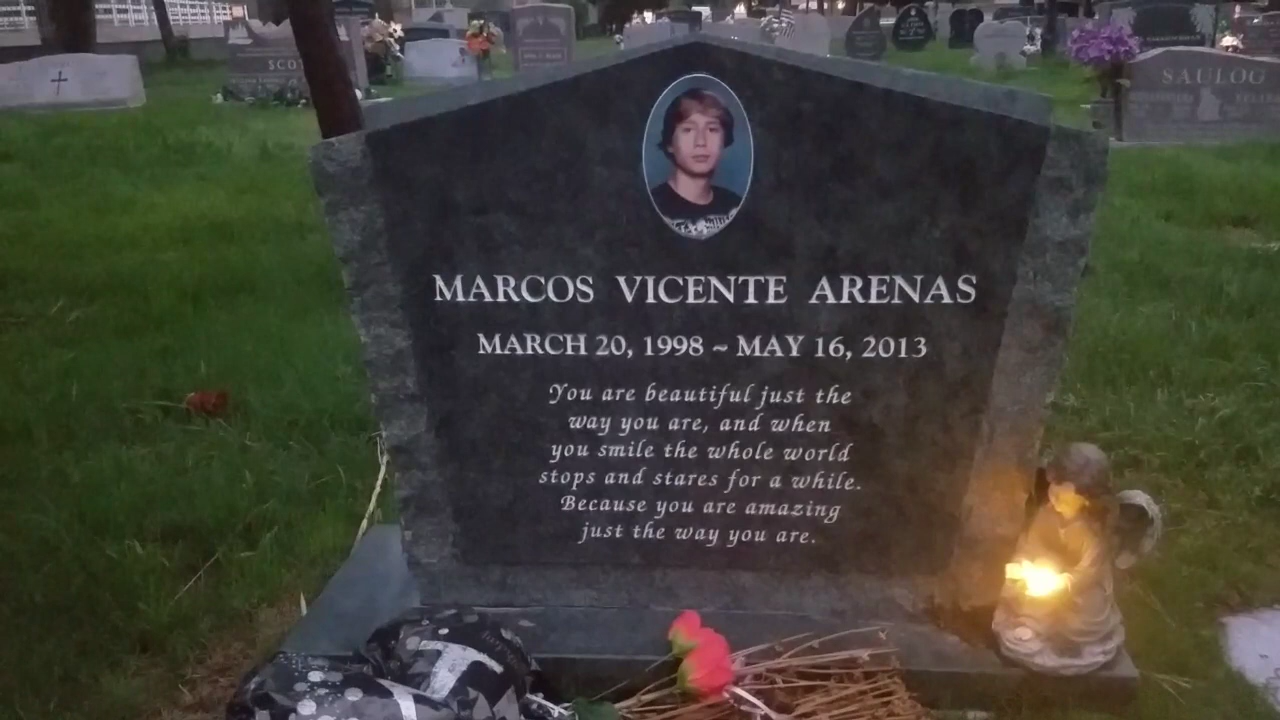 SCO
SAULOG
MARCOS VICENTE ARENAS
MARCH 20, 1998 ~ MAY 16, 2013
You are beautiful just the
way you are, and when
you smile the whole world
stops and stares for a while.
Because you are amazing
just the way you are.